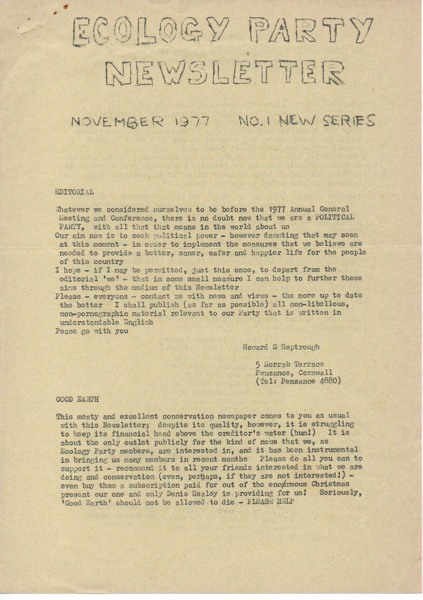 ECOLOGY PARTY
NEWSLETTER
NOVEMBER 1977 NO.1 NEW SERIES
EDITORIAL
Whatever we considered ourselves to be before the 1977 Annual General
Meeting and Conference, there is no doubt now that we are a POLITICAL
PARTY, with all that that means in the world about us
Our aim now is to seek political power - however daunting that may seem
at this moment - in order to implement the measures that we believe are
needed to provide a better, saner, safer and happier life for the people
of this country
I hope - if I may be permitted, just this once, to depart from the
editorial 'we' - that in some small measure I can help to further these
aims through the medium of this Newsletter
Please - everyone - contact me with news and views - the more up to date
the better I shall publish (as far as possible) all non-libellous,
non-pornographic material relevant to our Party that is written in
understandable English
Peace go with you
Howard S Hoptrough
5 Morrab Terrace
Penzance, Cornwall
(Tel: Penzance 4880)
GOOD EARTH
This meaty and excellent conservation newspaper comes to you as usual
with this Newsletter; despite its quality, however, it is struggling
to keep its financial head above the creditor's water (hum!) It is
about the only outlet publicly for the kind of news that we, as
Ecology Party members, are interested in, and it has been instrumental
in bringing us many members in recent months Please do all you can to
support it - recommend it to all your friends interested in what we are
doing and conservation (even, perhaps, if they are not interested!) -
even buy them a subscription paid for out of the enormous Christmas
present our one and only Denis Healey is providing for us! Seriously,
'Good Earth' should not be allowed to die - PLEASE HELP